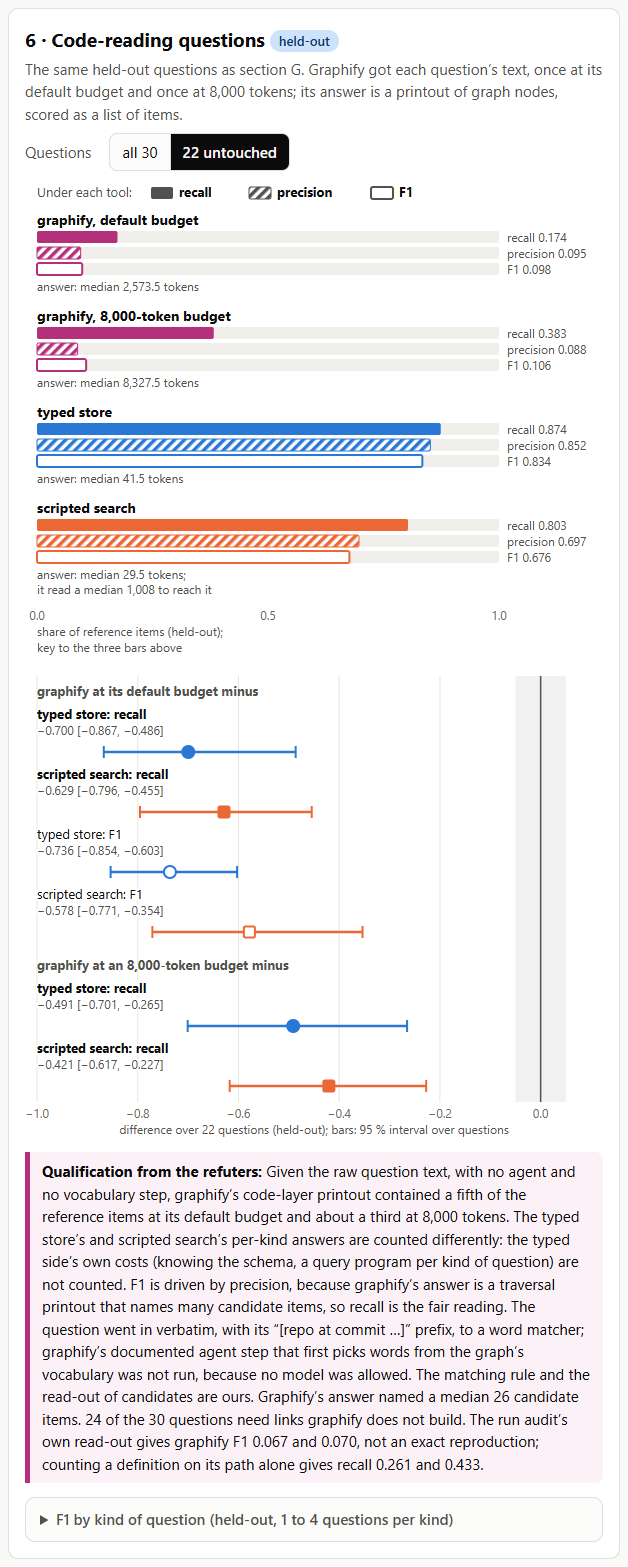 6 · Code-reading questions held-out
The same held-out questions as section G. Graphify got each question's text, once at its
default budget and once at 8,000 tokens; its answer is a printout of graph nodes,
scored as a list of items.
Questions all 30 22 untouched
Under each tool: recall precision F1
graphify, default budget
recall 0.174
precision 0.095
F1 0.098
answer: median 2,573.5 tokens
graphify, 8,000-token budget
recall 0.383
precision 0.088
F1 0.106
answer: median 8,327.5 tokens
typed store
recall 0.874
precision 0.852
F1 0.834
answer: median 41.5 tokens
scripted search
recall 0.803
precision 0.697
F1 0.676
answer: median 29.5 tokens;
it read a median 1,008 to reach it
0.0 0.5 1.0
share of reference items (held-out);
key to the three bars above
graphify at its default budget minus
typed store: recall
−0.700 [−0.867, −0.486]
scripted search: recall
−0.629 [−0.796, −0.455]
typed store: F1
−0.736 [−0.854, −0.603]
scripted search: F1
−0.578 [−0.771, −0.354]
graphify at an 8,000-token budget minus
typed store: recall
−0.491 [−0.701, −0.265]
scripted search: recall
−0.421 [−0.617, −0.227]
−1.0 −0.8 −0.6 −0.4 −0.2 0.0
difference over 22 questions (held-out); bars: 95 % interval over questions
Qualification from the refuters: Given the raw question text, with no agent and
no vocabulary step, graphify's code-layer printout contained a fifth of the
reference items at its default budget and about a third at 8,000 tokens. The typed
store's and scripted search's per-kind answers are counted differently: the typed
side's own costs (knowing the schema, a query program per kind of question) are
not counted. F1 is driven by precision, because graphify's answer is a traversal
printout that names many candidate items, so recall is the fair reading. The
question went in verbatim, with its “[repo at commit …]” prefix, to a word matcher;
graphify's documented agent step that first picks words from the graph's
vocabulary was not run, because no model was allowed. The matching rule and the
read-out of candidates are ours. Graphify's answer named a median 26 candidate
items. 24 of the 30 questions need links graphify does not build. The run audit's
own read-out gives graphify F1 0.067 and 0.070, not an exact reproduction;
counting a definition on its path alone gives recall 0.261 and 0.433.
▶ F1 by kind of question (held-out, 1 to 4 questions per kind)